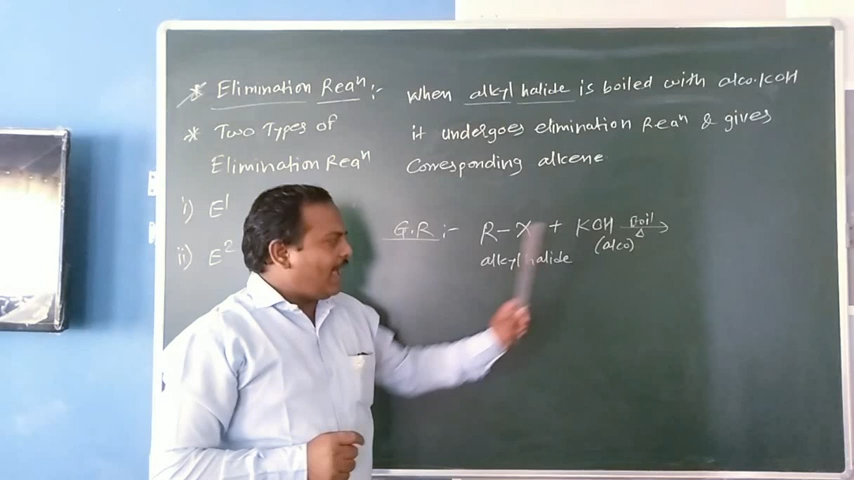 * Elimination Reaⁿ :-
* Two Types of
Elimination Reaⁿ
i) E¹
ii) E²
When alkyl halide is boiled with alco.KOH
it undergoes elimination Reaⁿ & gives
Corresponding alkene
G.R :- R - X + KOH boil Δ →
alkyl halide (alco)